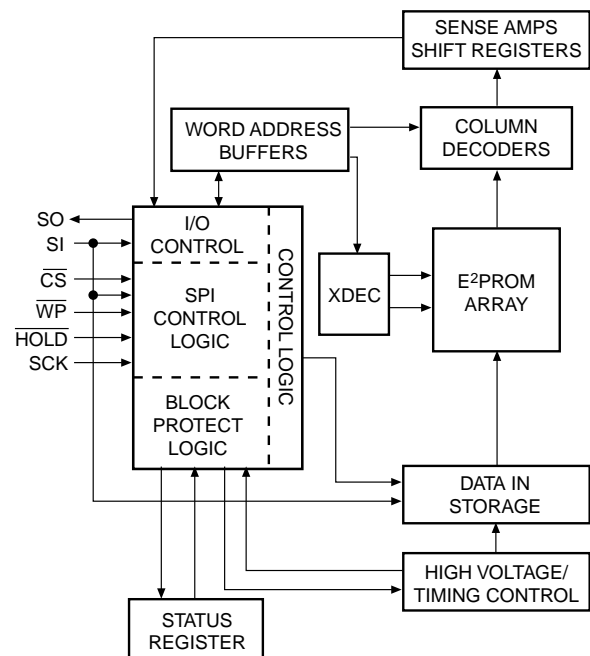 SENSE AMPS
SHIFT REGISTERS
WORD ADDRESS
BUFFERS
COLUMN
DECODERS
SO
SI
CS
WP
HOLD
SCK
I/O
CONTROL
SPI
CONTROL
LOGIC
BLOCK
PROTECT
LOGIC
CONTROL LOGIC
XDEC
E²PROM
ARRAY
DATA IN
STORAGE
HIGH VOLTAGE/
TIMING CONTROL
STATUS
REGISTER